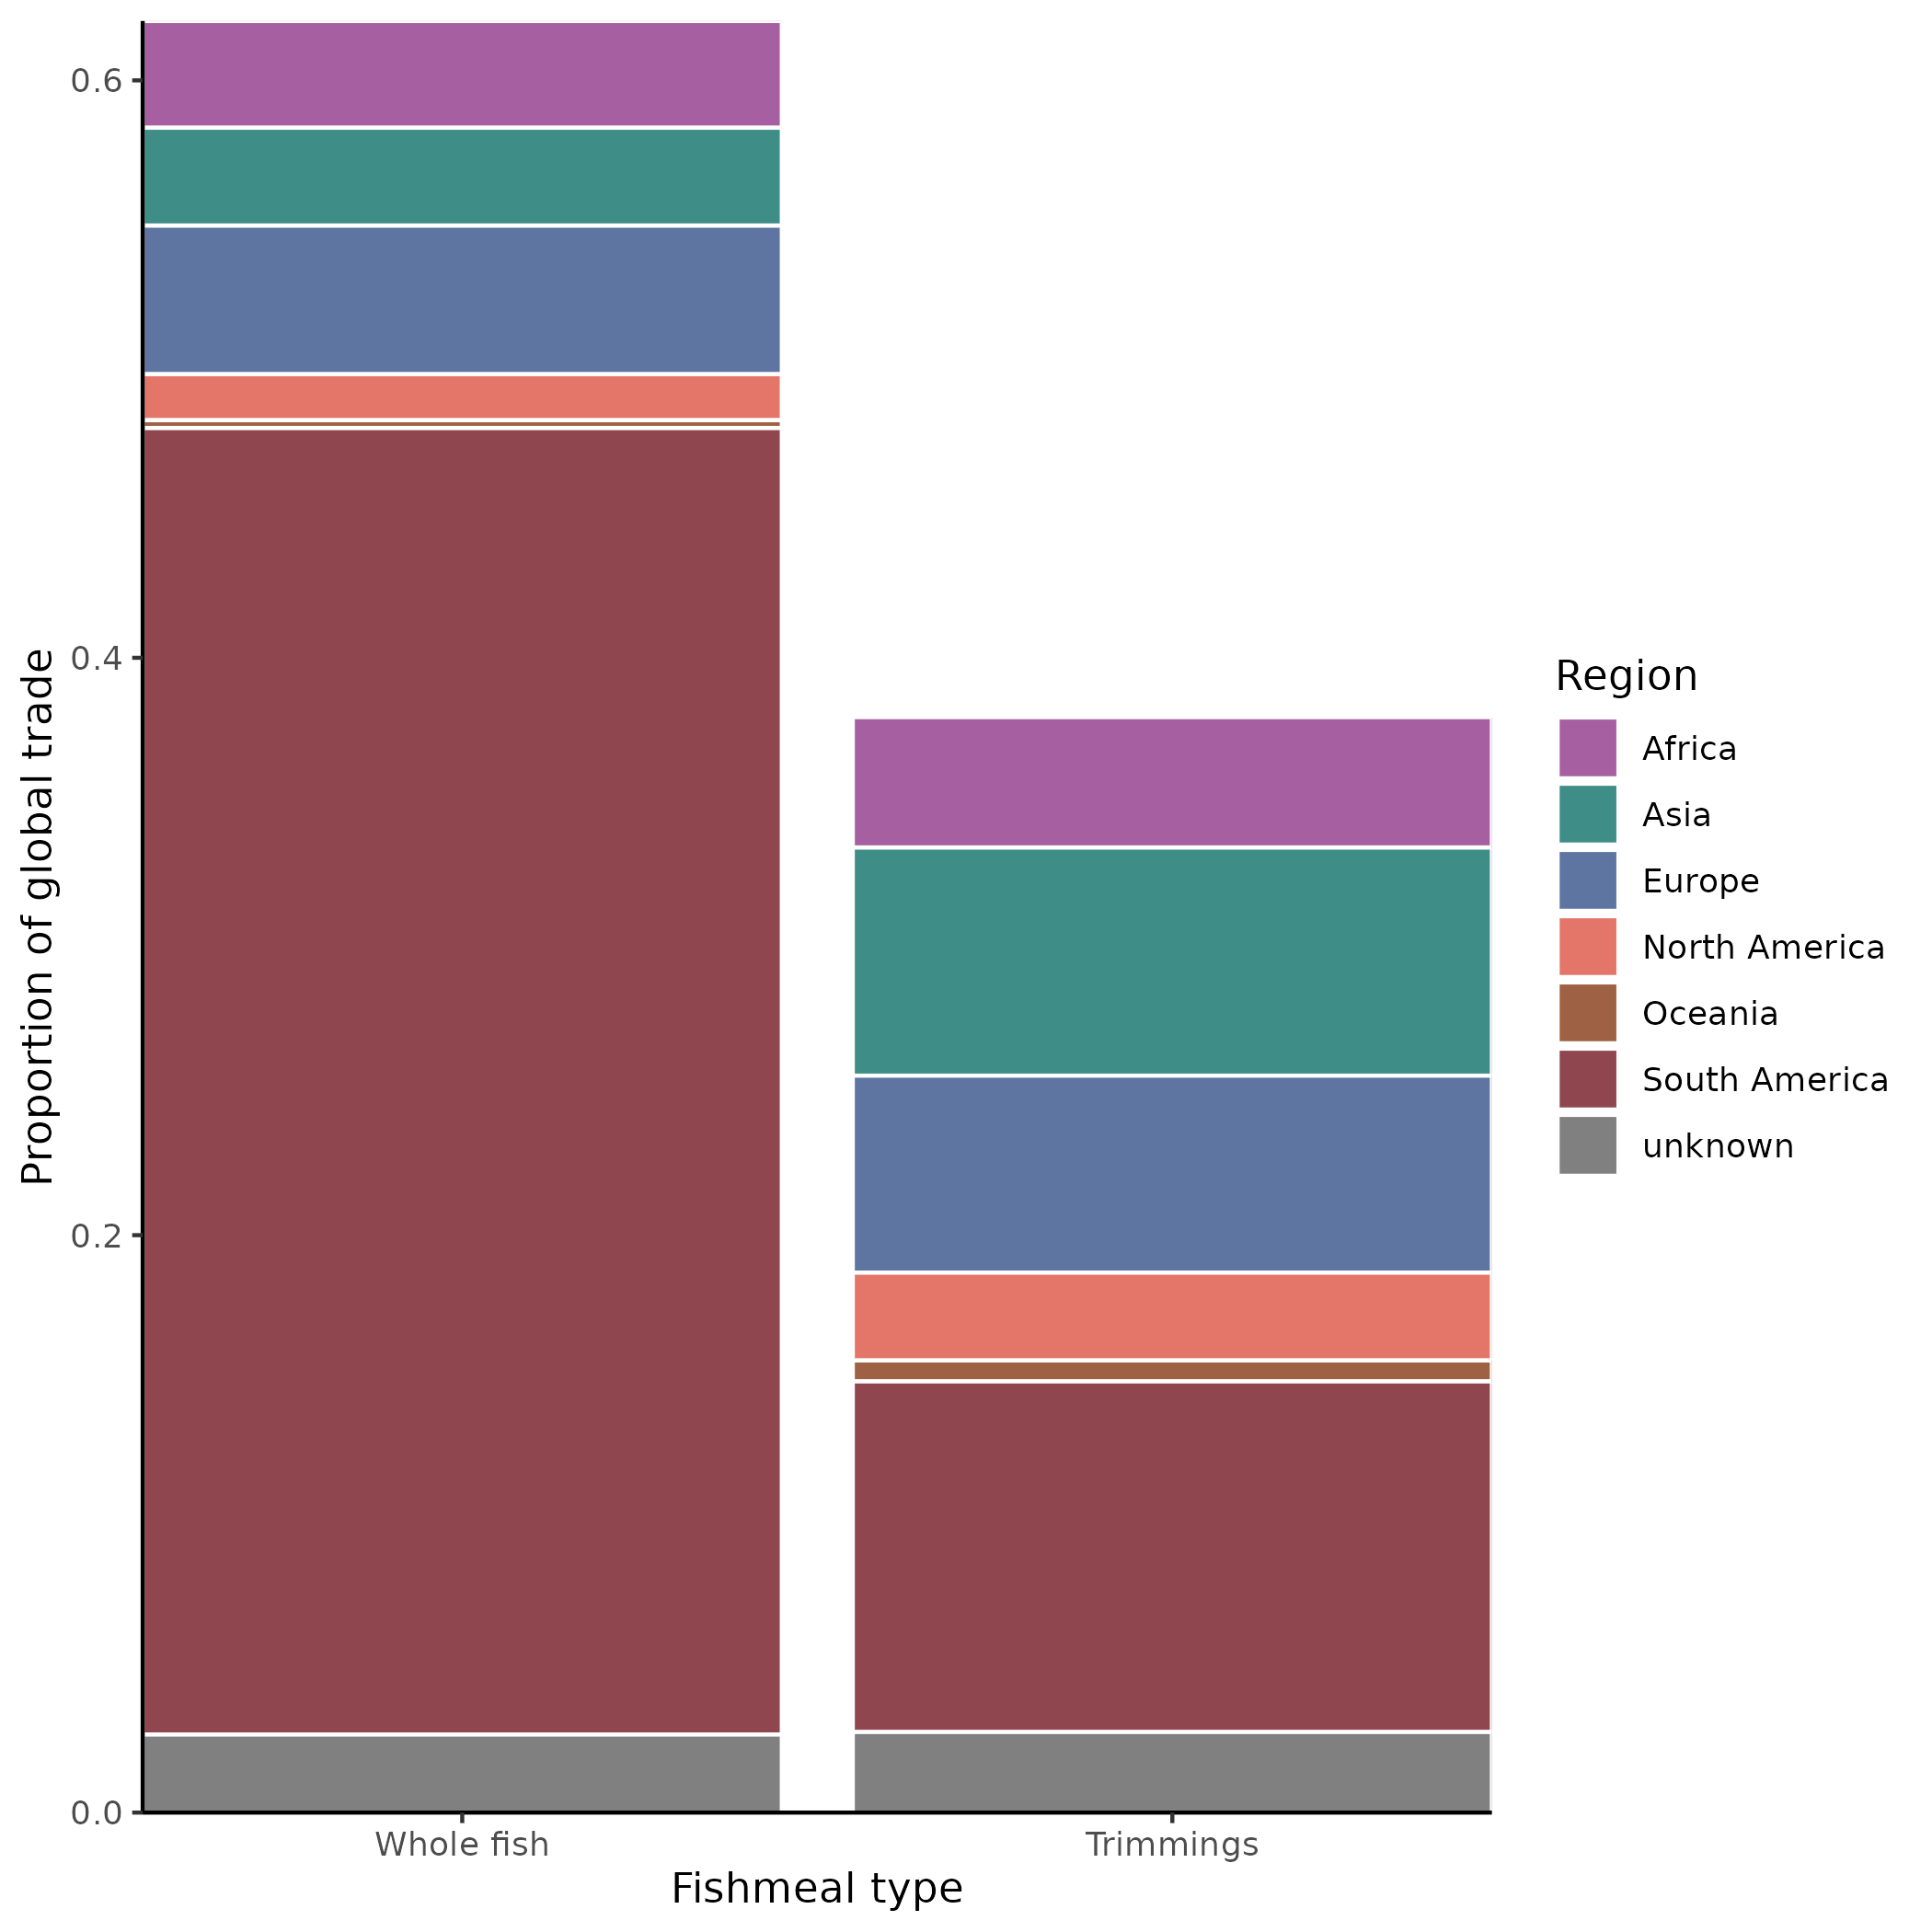 Proportion of global trade
0.6
0.4
0.2
0.0
Whole fish
Trimmings
Fishmeal type
Region
Africa
Asia
Europe
North America
Oceania
South America
unknown